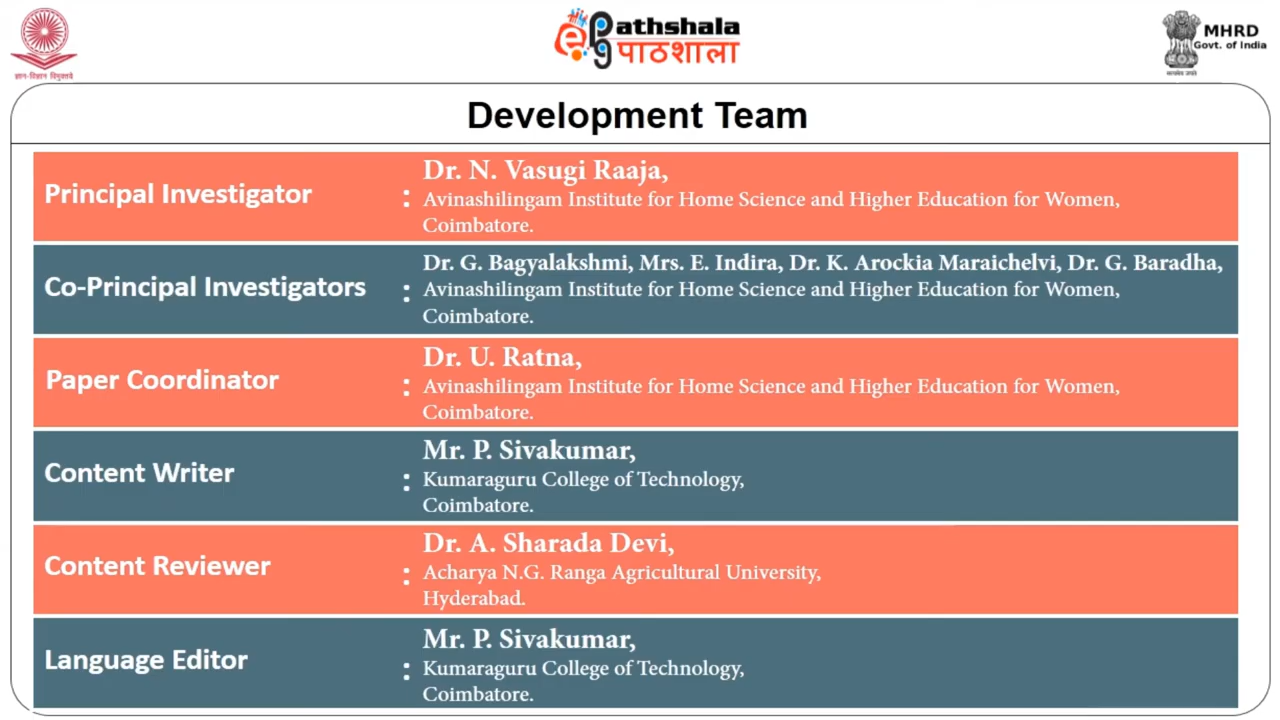 ज्ञान-विज्ञान विमुक्तये
ePathshala
पाठशाला
MHRD
Govt. of India
सत्यमेव जयते
Development Team
Principal Investigator
:
Dr. N. Vasugi Raaja,
Avinashilingam Institute for Home Science and Higher Education for Women,
Coimbatore.
Co-Principal Investigators
:
Dr. G. Bagyalakshmi, Mrs. E. Indira, Dr. K. Arockia Maraichelvi, Dr. G. Baradha,
Avinashilingam Institute for Home Science and Higher Education for Women,
Coimbatore.
Paper Coordinator
:
Dr. U. Ratna,
Avinashilingam Institute for Home Science and Higher Education for Women,
Coimbatore.
Content Writer
:
Mr. P. Sivakumar,
Kumaraguru College of Technology,
Coimbatore.
Content Reviewer
:
Dr. A. Sharada Devi,
Acharya N.G. Ranga Agricultural University,
Hyderabad.
Language Editor
:
Mr. P. Sivakumar,
Kumaraguru College of Technology,
Coimbatore.